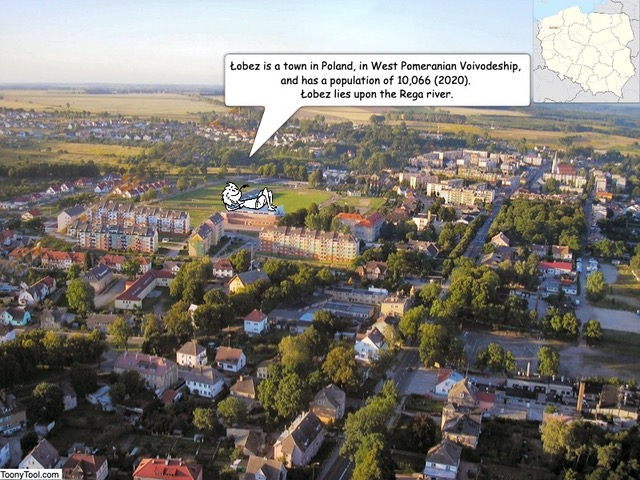 Łobez is a town in Poland, in West Pomeranian Voivodeship,
and has a population of 10,066 (2020).
Łobez lies upon the Rega river.
ToonyTool.com